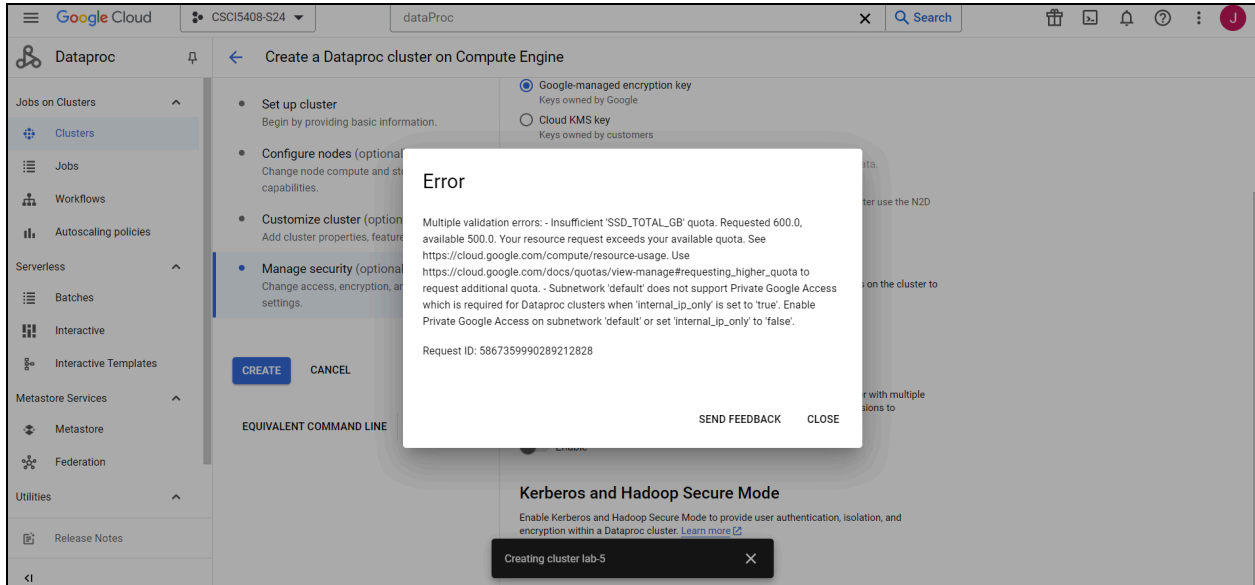 Google Cloud
CSCI5408-S24
dataProc
Search
J
Dataproc
Create a Dataproc cluster on Compute Engine
Jobs on Clusters
Clusters
Jobs
Workflows
Autoscaling policies
Serverless
Batches
Interactive
Interactive Templates
Metastore Services
Metastore
Federation
Utilities
Release Notes
Set up cluster
Begin by providing basic information.
Configure nodes (optional
Change node compute and sto
capabilities.
Customize cluster (option
Add cluster properties, feature
Manage security (optional
Change access, encryption, an
settings.
CREATE
CANCEL
EQUIVALENT COMMAND LINE
Google-managed encryption key
Keys owned by Google
Cloud KMS key
Keys owned by customers
ata.
ter use the N2D
on the cluster to
r with multiple
sions to
Enable
Error
Multiple validation errors: - Insufficient 'SSD_TOTAL_GB' quota. Requested 600.0,
available 500.0. Your resource request exceeds your available quota. See
https://cloud.google.com/compute/resource-usage. Use
https://cloud.google.com/docs/quotas/view-manage#requesting_higher_quota to
request additional quota. - Subnetwork 'default' does not support Private Google Access
which is required for Dataproc clusters when 'internal_ip_only' is set to 'true'. Enable
Private Google Access on subnetwork 'default' or set 'internal_ip_only' to 'false'.
Request ID: 5867359990289212828
SEND FEEDBACK
CLOSE
Kerberos and Hadoop Secure Mode
Enable Kerberos and Hadoop Secure Mode to provide user authentication, isolation, and
encryption within a Dataproc cluster. Learn more
Creating cluster lab-5